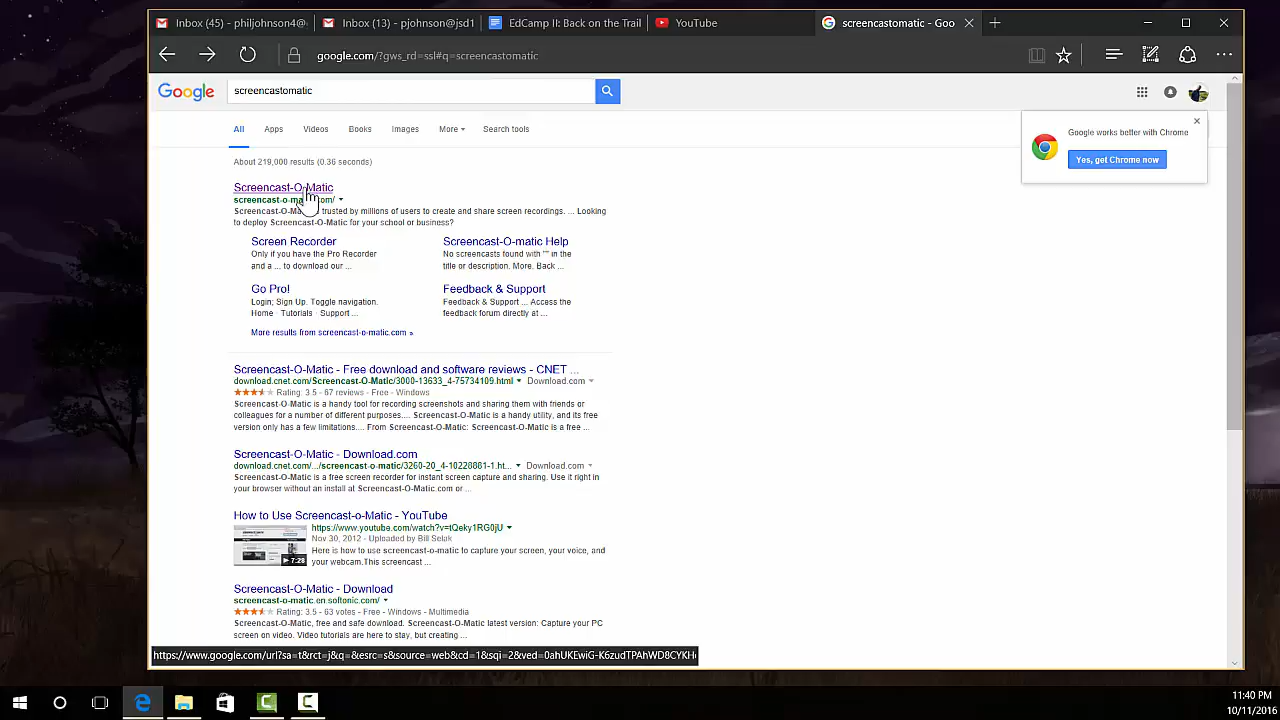 Inbox (45) - philjohnson4@
Inbox (13) - pjohnson@jsd1
EdCamp II: Back on the Trail
YouTube
screencastomatic - Goo
google.com/?gws_rd=ssl#q=screencastomatic
Google
screencastomatic
All Apps Videos Books Images More Search tools
Google works better with Chrome
Yes, get Chrome now
About 219,000 results (0.36 seconds)
Screencast-O-Matic
screencast-o-ma om/
Screencast-O-Ma trusted by millions of users to create and share screen recordings. ... Looking
to deploy Screencast-O-Matic for your school or business?
Screen Recorder
Only if you have the Pro Recorder
and a ... to download our ...
Screencast-O-matic Help
No screencasts found with "" in the
title or description. More. Back ...
Go Pro!
Login; Sign Up. Toggle navigation.
Home · Tutorials · Support ...
Feedback & Support
Feedback & Support ... Access the
feedback forum directly at ...
More results from screencast-o-matic.com »
Screencast-O-Matic - Free download and software reviews - CNET ...
download.cnet.com/Screencast-O-Matic/3000-13633_4-75734109.html Download.com
Rating: 3.5 - 67 reviews - Free - Windows
Screencast-O-Matic is a handy tool for recording screenshots and sharing them with friends or
colleagues for a number of different purposes.... Screencast-O-Matic is a handy utility, and its free
version only has a few limitations.... From Screencast-O-Matic: Screencast-O-Matic is a free ...
Screencast-O-Matic - Download.com
download.cnet.com/.../screencast-o-matic/3260-20_4-10228881-1.ht... Download.com
Screencast-O-Matic is a free screen recorder for instant screen capture and sharing. Use it right in
your browser without an install at Screencast-O-Matic.com or ...
How to Use Screencast-o-Matic - YouTube
https://www.youtube.com/watch?v=tQeky1RG0jU
Nov 30, 2012 - Uploaded by Bill Selak
Here is how to use screencast-o-matic to capture your screen, your voice, and
your webcam.This screencast ...
7:28
Screencast-O-Matic - Download
screencast-o-matic.en.softonic.com/
Rating: 3.5 - 63 votes - Free - Windows - Multimedia
Screencast-O-Matic, free and safe download. Screencast-O-Matic latest version: Capture your PC
screen on video. Video tutorials are here to stay, but creating ...
https://www.google.com/url?sa=t&rct=j&q=&esrc=s&source=web&cd=1&sqi=2&ved=0ahUKEwiG-K6zudTPAhWD8CYKH
11:40 PM
10/11/2016